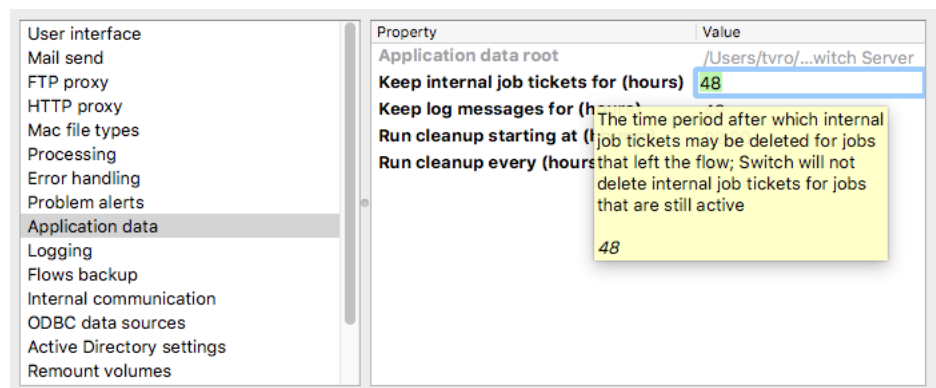 User interface
Mail send
FTP proxy
HTTP proxy
Mac file types
Processing
Error handling
Problem alerts
Application data
Logging
Flows backup
Internal communication
ODBC data sources
Active Directory settings
Remount volumes
Property Value
Application data root /Users/tvro/...witch Server
Keep internal job tickets for (hours) 48
Keep log messages for
Run cleanup starting at
Run cleanup every (hours
The time period after which internal
job tickets may be deleted for jobs
that left the flow; Switch will not
delete internal job tickets for jobs
that are still active
48